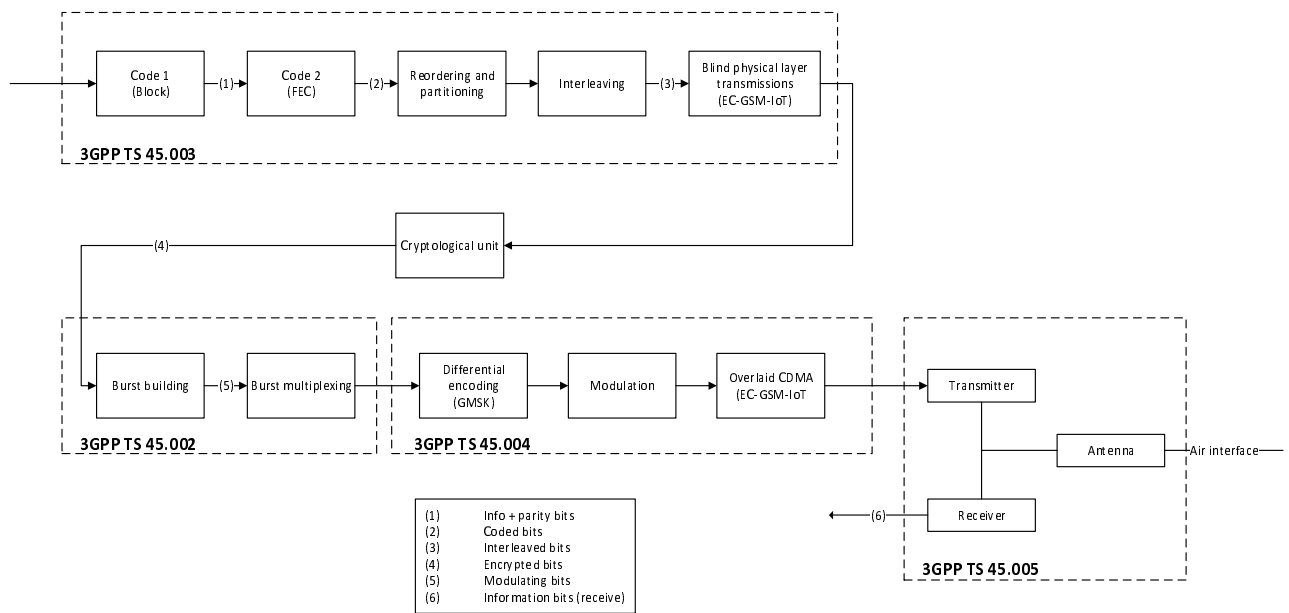 Code 1
(Block)
(1)
Code 2
(FEC)
(2)
Reordering and
partitioning
Interleaving
(3)
Blind physical layer
transmissions
(EC-GSM-IoT)
3GPP TS 45.003
(4)
Cryptological unit
Burst building
(5)
Burst multiplexing
3GPP TS 45.002
Differential
encoding
(GMSK)
Modulation
Overlaid CDMA
(EC-GSM-IoT
3GPP TS 45.004
Transmitter
Antenna
Air interface
Receiver
(6)
3GPP TS 45.005
(1) Info + parity bits
(2) Coded bits
(3) Interleaved bits
(4) Encrypted bits
(5) Modulating bits
(6) Information bits (receive)